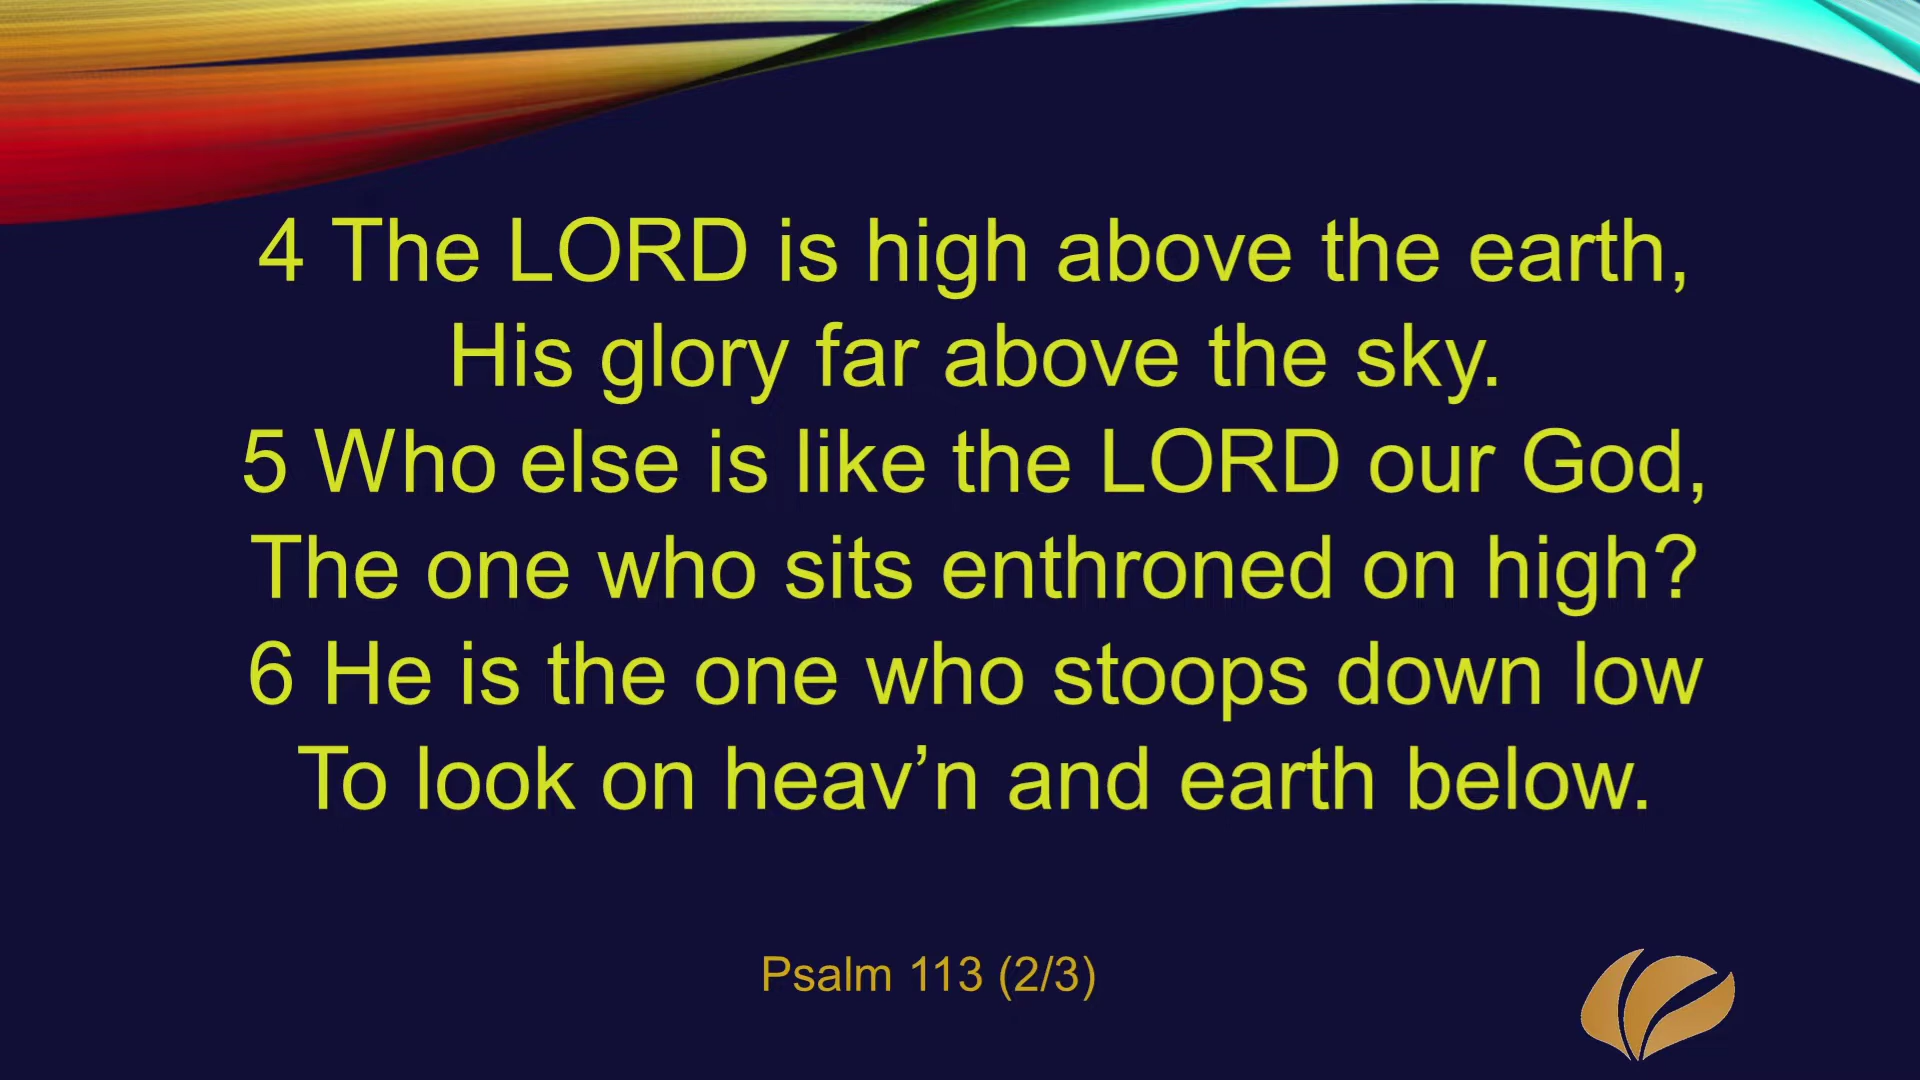 4 The LORD is high above the earth,
His glory far above the sky.
5 Who else is like the LORD our God,
The one who sits enthroned on high?
6 He is the one who stoops down low
To look on heav’n and earth below.
Psalm 113 (2/3)